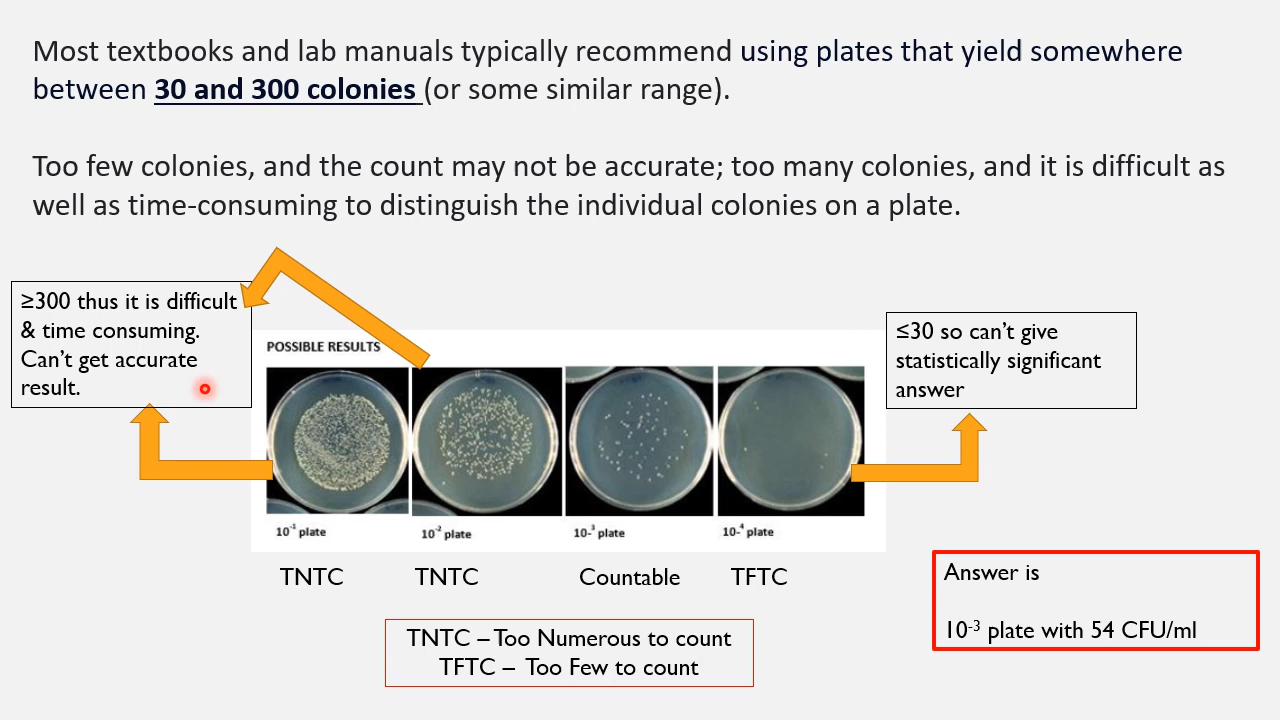 Most textbooks and lab manuals typically recommend using plates that yield somewhere
between 30 and 300 colonies (or some similar range).
Too few colonies, and the count may not be accurate; too many colonies, and it is difficult as
well as time-consuming to distinguish the individual colonies on a plate.
≥300 thus it is difficult
& time consuming.
Can't get accurate
result.
≤30 so can't give
statistically significant
answer
POSSIBLE RESULTS
10⁻¹ plate
10⁻² plate
10-³ plate
10-⁴ plate
TNTC
TNTC
Countable
TFTC
TNTC – Too Numerous to count
TFTC – Too Few to count
Answer is
10⁻³ plate with 54 CFU/ml